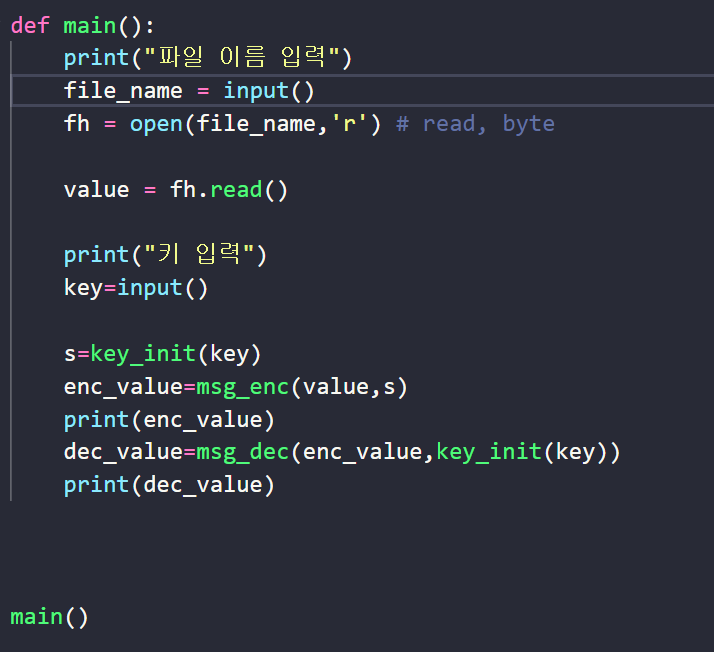 def main():
    print("파일 이름 입력")
    file_name = input()
    fh = open(file_name,'r') # read, byte
    value = fh.read()
    print("키 입력")
    key=input()
    s=key_init(key)
    enc_value=msg_enc(value,s)
    print(enc_value)
    dec_value=msg_dec(enc_value,key_init(key))
    print(dec_value)
main()